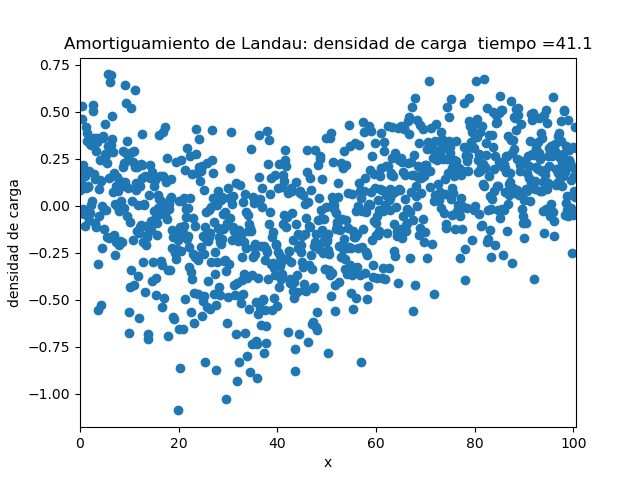 Amortiguamiento de Landau: densidad de carga  tiempo =41.1
0.75
0.50
0.25
0.00
−0.25
−0.50
−0.75
−1.00
densidad de carga
0 20 40 60 80 100
x